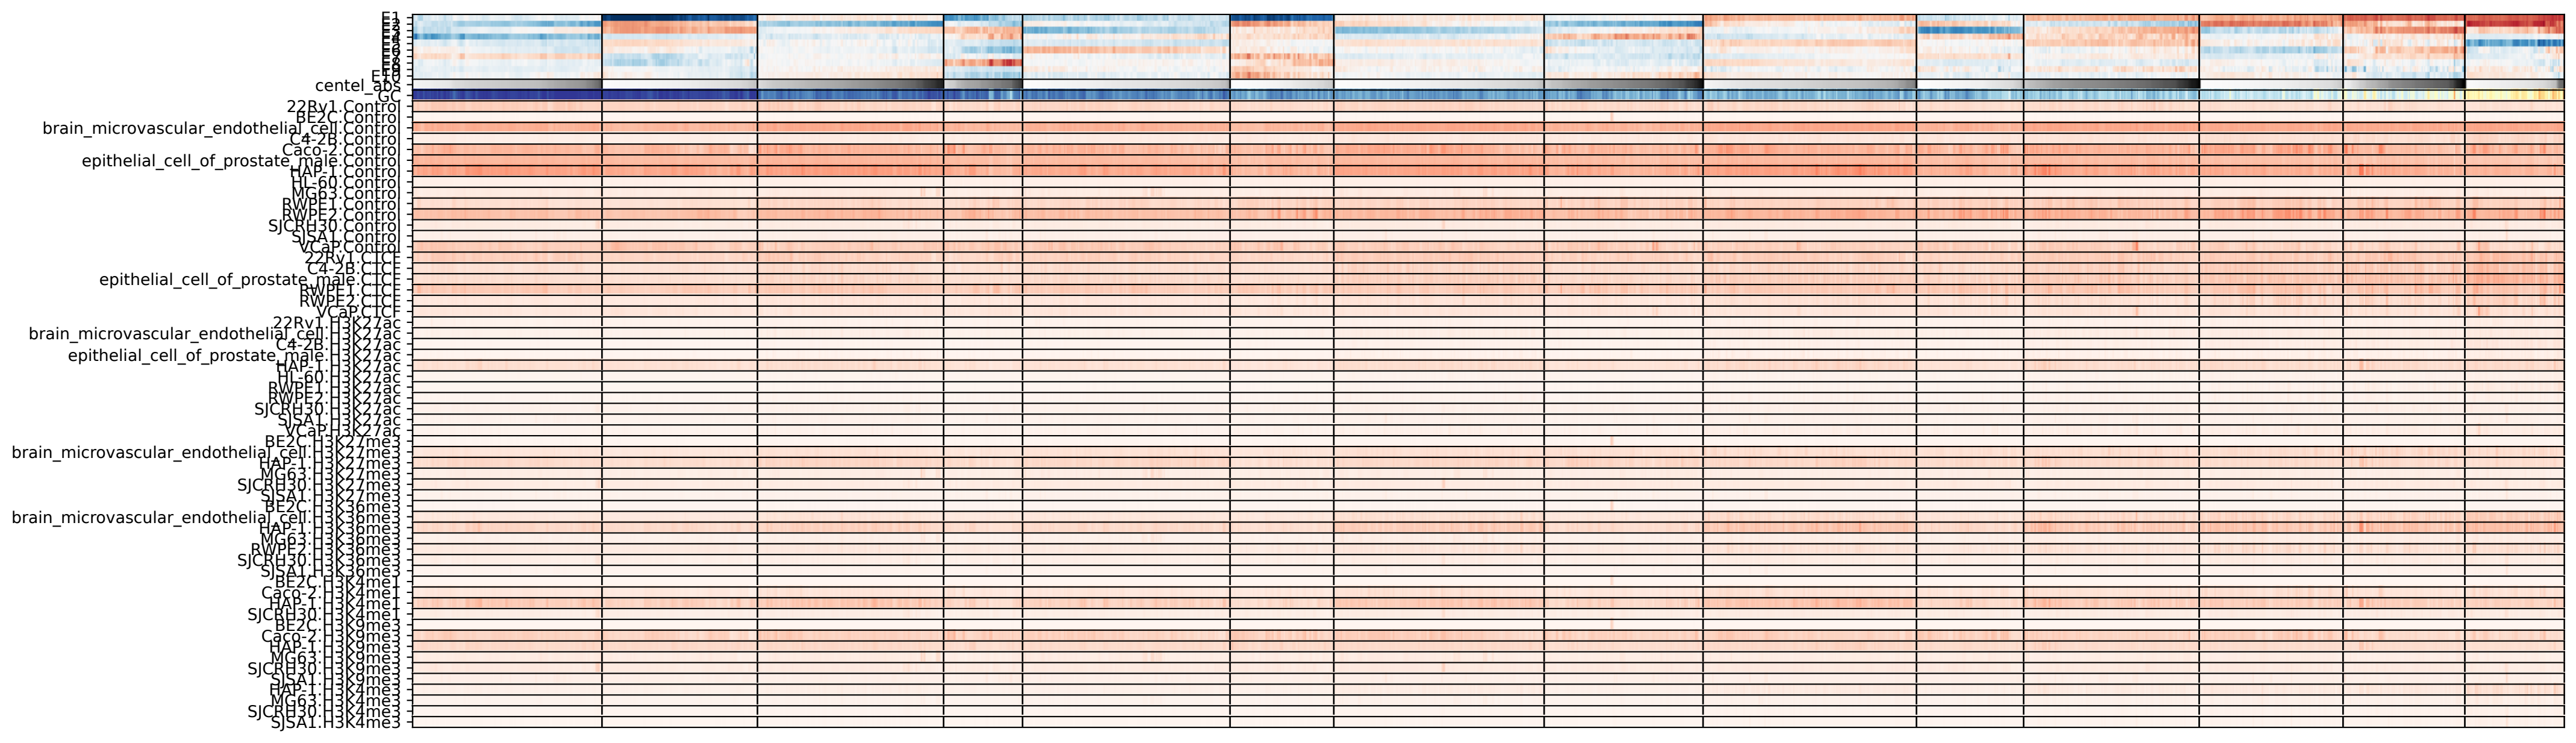 E1
E2
E10
centel_abs
GC
22Rv1.Control
BE2C.Control
brain_microvascular_endothelial_cell.Control
C4-2B.Control
Caco-2.Control
epithelial_cell_of_prostate_male.Control
HAP-1.Control
HL-60.Control
MG63.Control
RWPE1.Control
RWPE2.Control
SJCRH30.Control
SJSA1.Control
VCaP.Control
22Rv1.CTCF
C4-2B.CTCF
epithelial_cell_of_prostate_male.CTCF
RWPE1.CTCF
RWPE2.CTCF
VCaP.CTCF
22Rv1.H3K27ac
brain_microvascular_endothelial_cell.H3K27ac
C4-2B.H3K27ac
epithelial_cell_of_prostate_male.H3K27ac
HAP-1.H3K27ac
HL-60.H3K27ac
RWPE1.H3K27ac
RWPE2.H3K27ac
SJCRH30.H3K27ac
SJSA1.H3K27ac
VCaP.H3K27ac
BE2C.H3K27me3
brain_microvascular_endothelial_cell.H3K27me3
HAP-1.H3K27me3
MG63.H3K27me3
SJCRH30.H3K27me3
SJSA1.H3K27me3
BE2C.H3K36me3
brain_microvascular_endothelial_cell.H3K36me3
HAP-1.H3K36me3
MG63.H3K36me3
RWPE2.H3K36me3
SJCRH30.H3K36me3
SJSA1.H3K36me3
BE2C.H3K4me1
Caco-2.H3K4me1
HAP-1.H3K4me1
SJCRH30.H3K4me1
BE2C.H3K9me3
Caco-2.H3K9me3
HAP-1.H3K9me3
MG63.H3K9me3
SJCRH30.H3K9me3
SJSA1.H3K9me3
HAP-1.H3K4me3
MG63.H3K4me3
SJCRH30.H3K4me3
SJSA1.H3K4me3